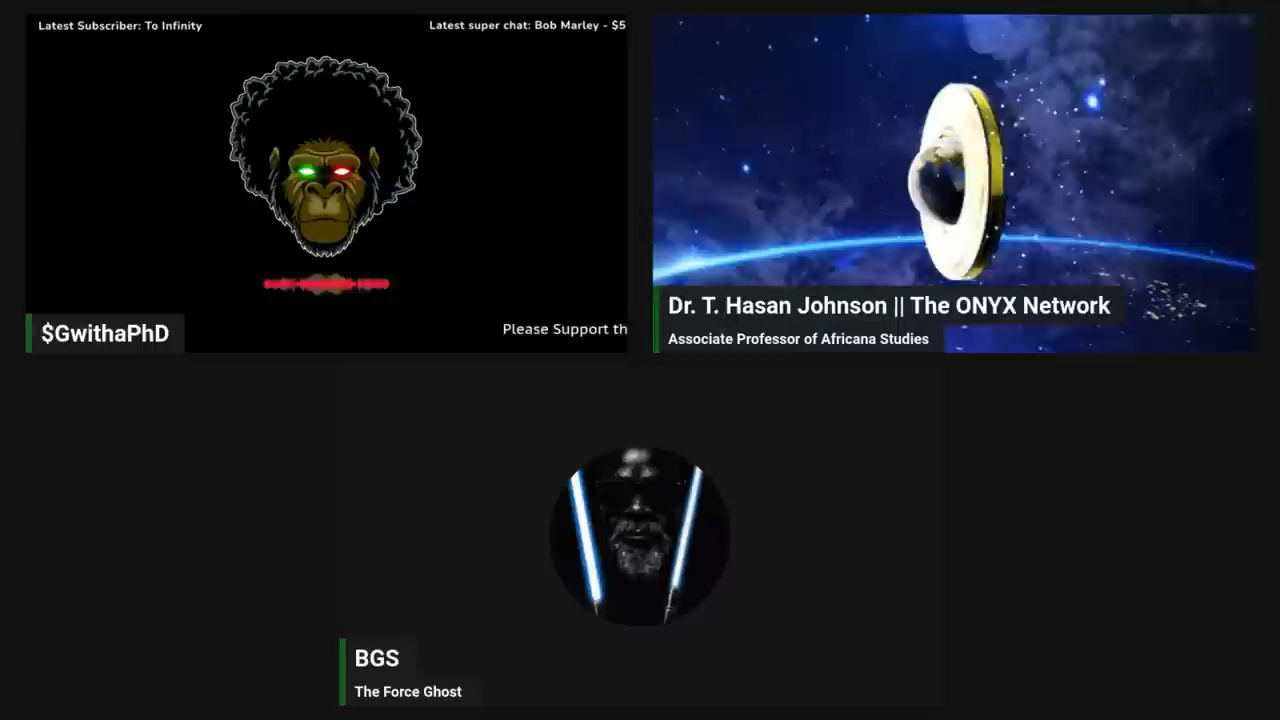 Latest Subscriber: To Infinity
Latest super chat: Bob Marley - $5
Please Support th
$GwithaPhD
Dr. T. Hasan Johnson || The ONYX Network
Associate Professor of Africana Studies
BGS
The Force Ghost